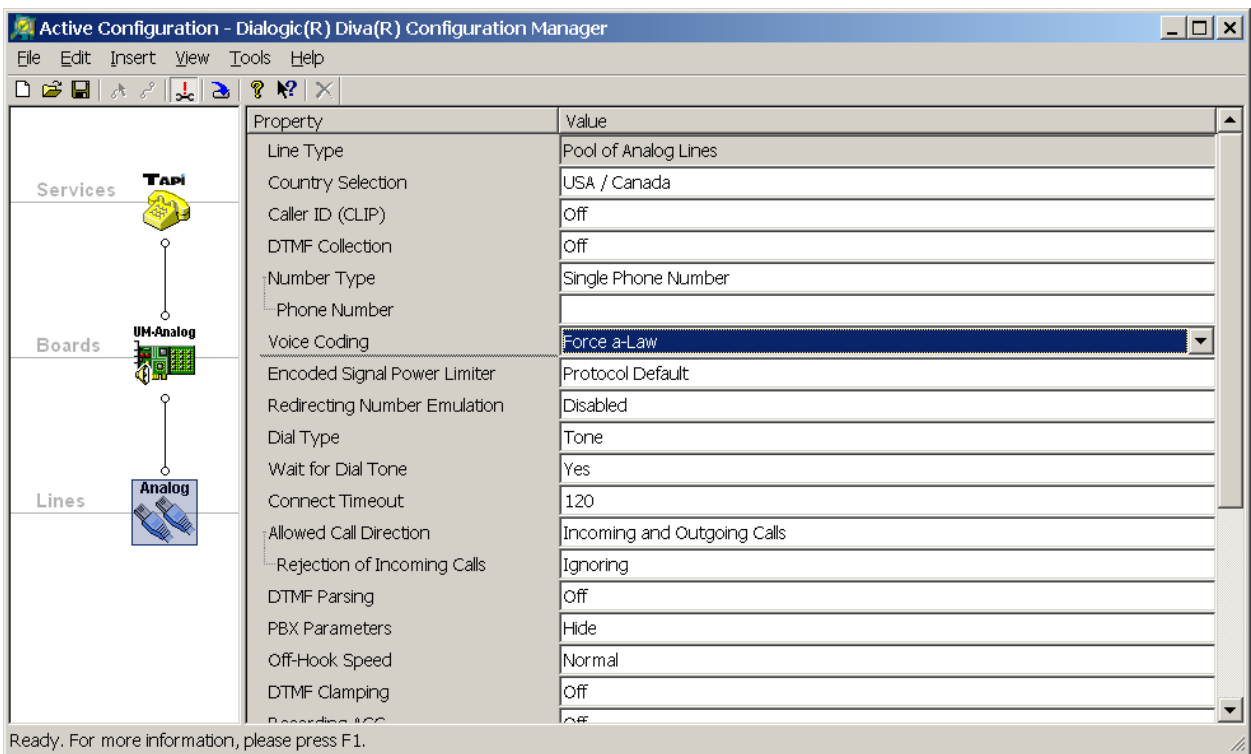 Active Configuration - Dialogic(R) Diva(R) Configuration Manager
File Edit Insert View Tools Help
Property Value
Line Type Pool of Analog Lines
Services TAPI Country Selection USA / Canada
Caller ID (CLIP) Off
DTMF Collection Off
Number Type Single Phone Number
Phone Number
UM-Analog
Boards Voice Coding Force a-Law
Encoded Signal Power Limiter Protocol Default
Redirecting Number Emulation Disabled
Dial Type Tone
Wait for Dial Tone Yes
Analog
Lines Connect Timeout 120
Allowed Call Direction Incoming and Outgoing Calls
Rejection of Incoming Calls Ignoring
DTMF Parsing Off
PBX Parameters Hide
Off-Hook Speed Normal
DTMF Clamping Off
Recording AGC Off
Ready. For more information, please press F1.